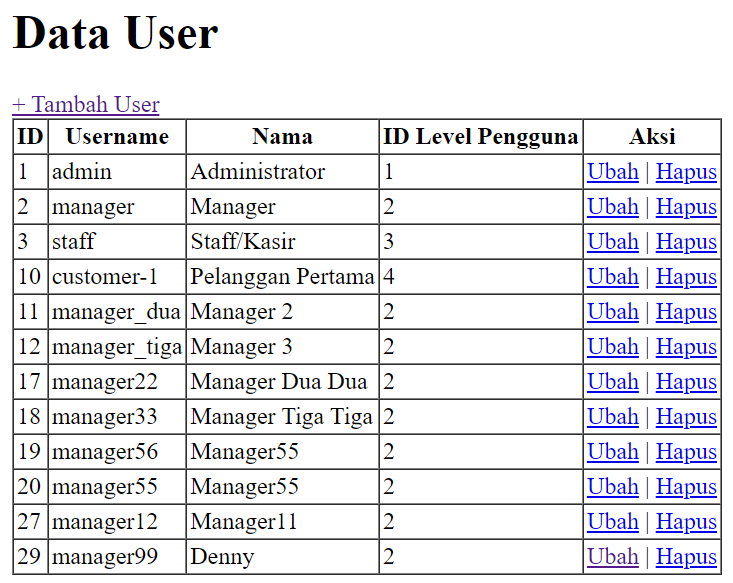 Data User
+ Tambah User
ID Username Nama ID Level Pengguna Aksi
1 admin Administrator 1 Ubah | Hapus
2 manager Manager 2 Ubah | Hapus
3 staff Staff/Kasir 3 Ubah | Hapus
10 customer-1 Pelanggan Pertama 4 Ubah | Hapus
11 manager_dua Manager 2 2 Ubah | Hapus
12 manager_tiga Manager 3 2 Ubah | Hapus
17 manager22 Manager Dua Dua 2 Ubah | Hapus
18 manager33 Manager Tiga Tiga 2 Ubah | Hapus
19 manager56 Manager55 2 Ubah | Hapus
20 manager55 Manager55 2 Ubah | Hapus
27 manager12 Manager11 2 Ubah | Hapus
29 manager99 Denny 2 Ubah | Hapus